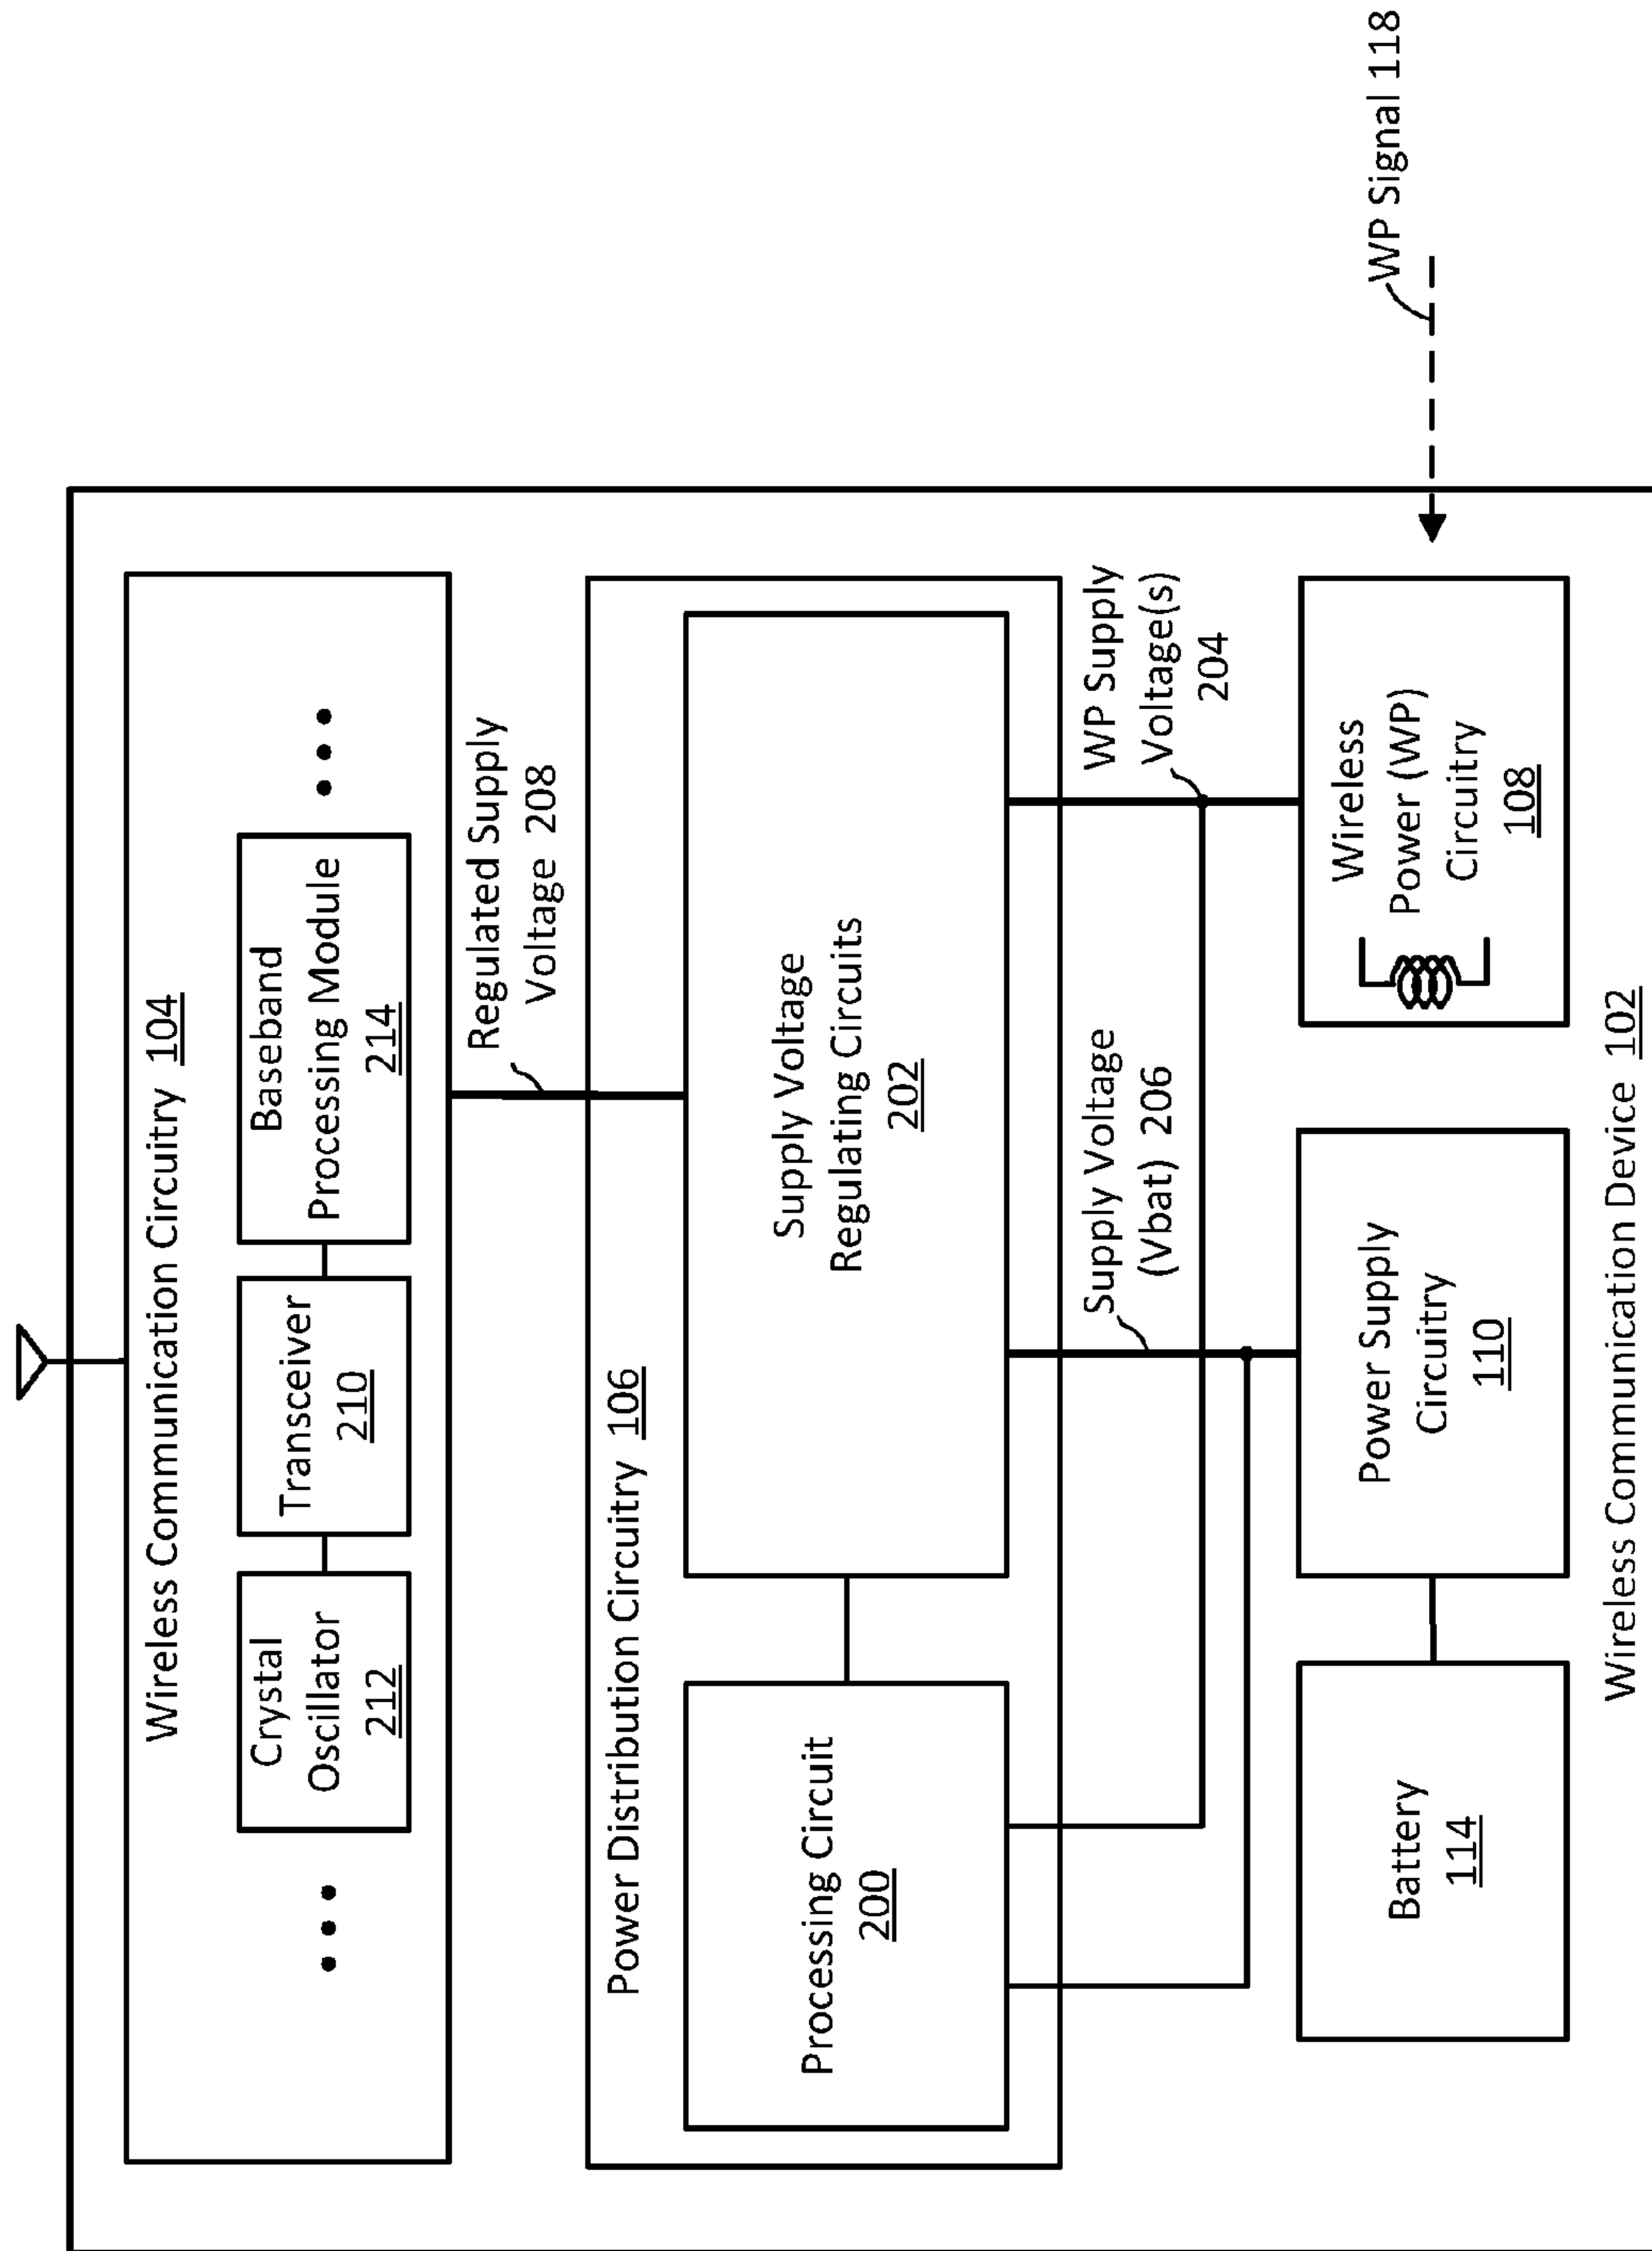 Wireless Communication Circuitry 104
Crystal
Oscillator
212
Transceiver
210
Baseband
Processing Module
214
Regulated Supply
Voltage 208
Power Distribution Circuitry 106
Processing Circuit
200
Supply Voltage
Regulating Circuits
202
Supply Voltage
(Vbat) 206
WP Supply
Voltage(s)
204
Battery
114
Power Supply
Circuitry
110
Wireless
Power (WP)
Circuitry
108
WP Signal 118
Wireless Communication Device 102